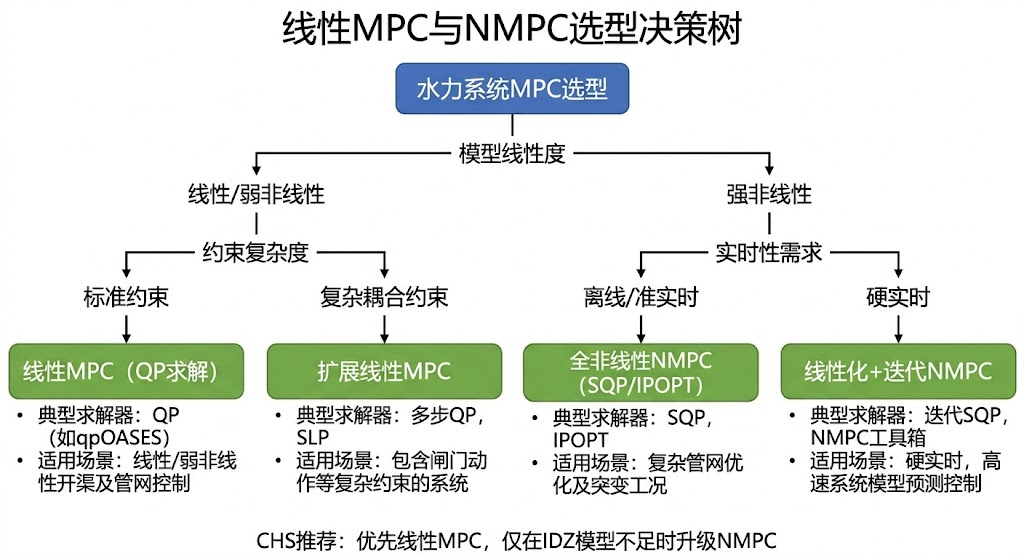 线性MPC与NMPC选型决策树
水力系统MPC选型
模型线性度
线性/弱非线性
强非线性
约束复杂度
实时性需求
标准约束
复杂耦合约束
离线/准实时
硬实时
线性MPC（QP求解）
• 典型求解器：QP
（如qpOASES）
• 适用场景：线性/弱非线
性开渠及管网控制
扩展线性MPC
• 典型求解器：多步QP，
SLP
• 适用场景：包含闸门动
作等复杂约束的系统
全非线性NMPC
（SQP/IPOPT）
• 典型求解器：SQP，
IPOPT
• 适用场景：复杂管网优
化及突变工况
线性化+迭代NMPC
• 典型求解器：迭代SQP，
NMPC工具箱
• 适用场景：硬实时，高
速系统模型预测控制
CHS推荐：优先线性MPC，仅在IDZ模型不足时升级NMPC